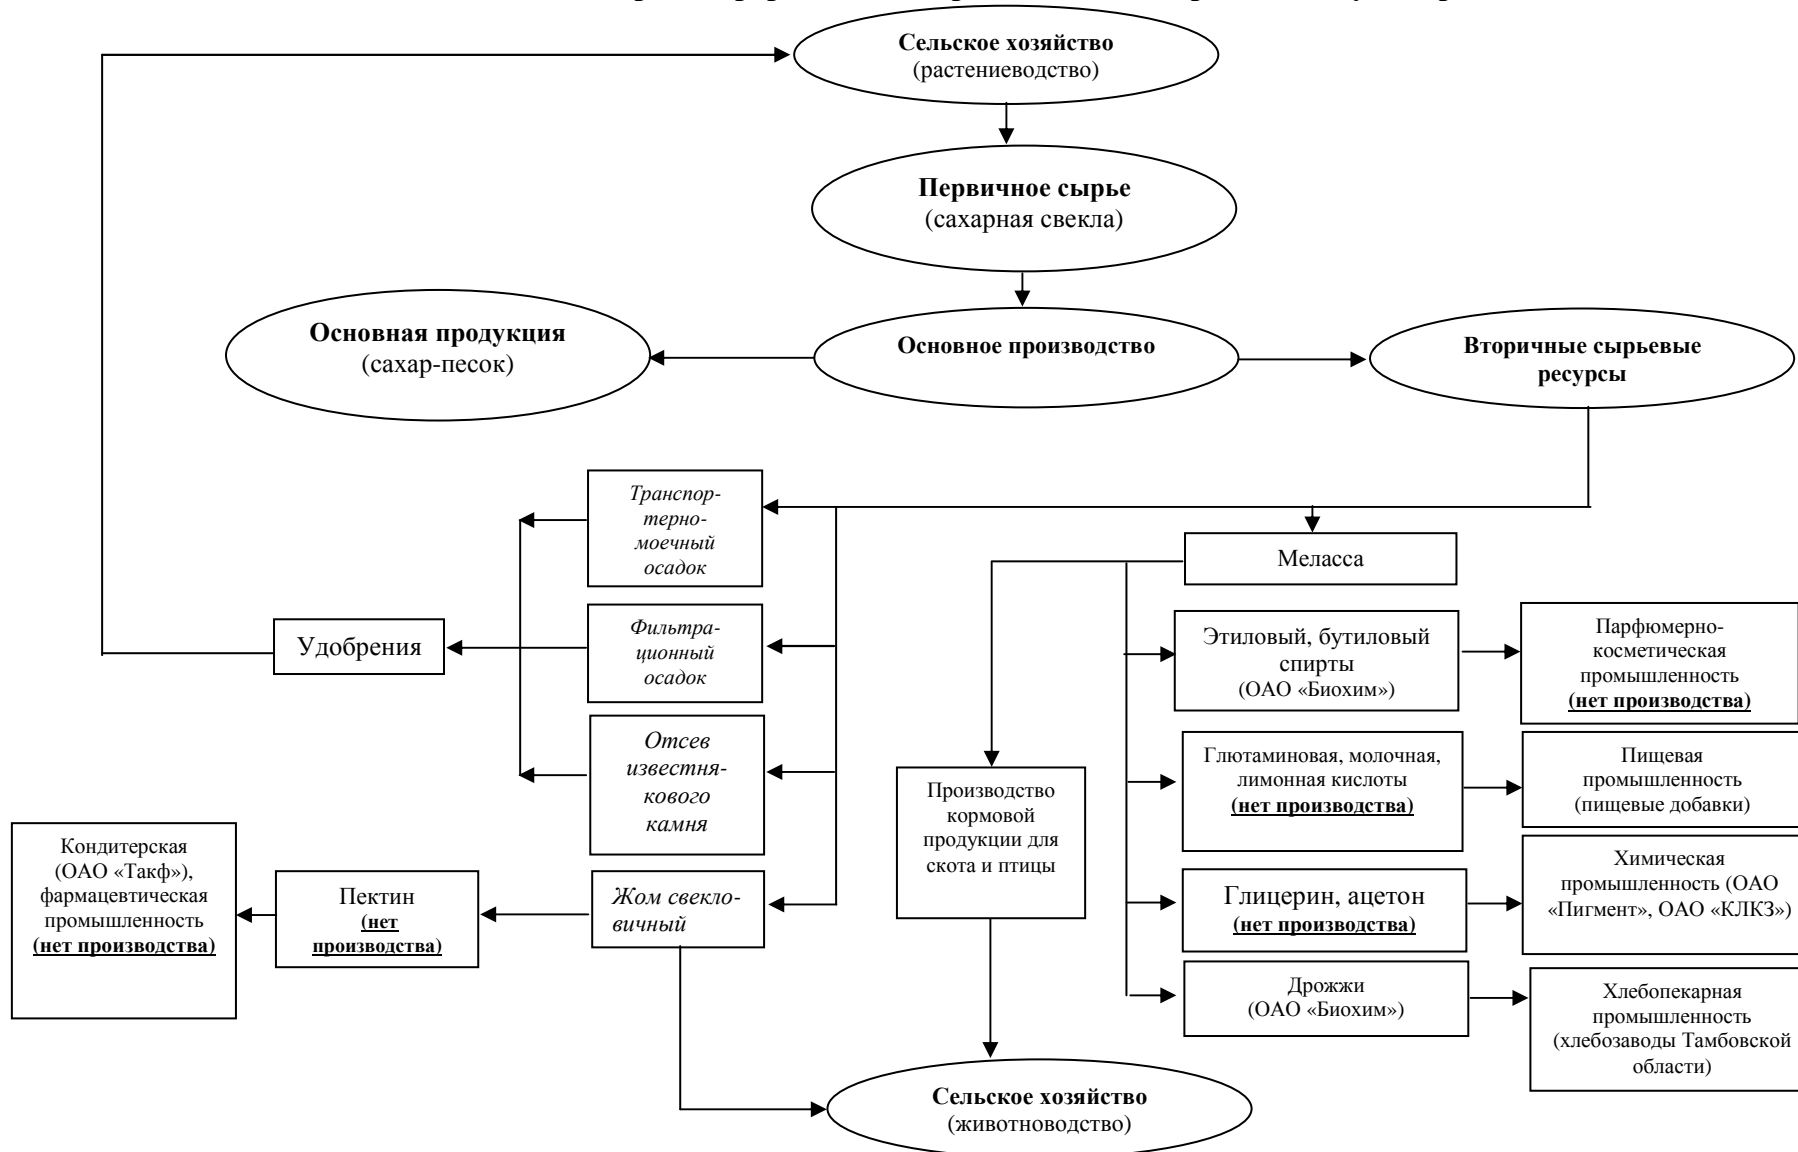 Сельское хозяйство
(растениеводство)
Первичное сырье
(сахарная свекла)
Основная продукция
(сахар-песок)
Основное производство
Вторичные сырьевые
ресурсы
Транспор-
терно-
моечный
осадок
Меласса
Удобрения
Фильтра-
ционный
осадок
Этиловый, бутиловый
спирты
(ОАО «Биохим»)
Парфюмерно-
косметическая
промышленность
(нет производства)
Отсев
известня-
кового
камня
Производство
кормовой
продукции для
скота и птицы
Глютаминовая, молочная,
лимонная кислоты
(нет производства)
Пищевая
промышленность
(пищевые добавки)
Кондитерская
(ОАО «Такф»),
фармацевтическая
промышленность
(нет производства)
Пектин
(нет
производства)
Жом свекло-
вичный
Глицерин, ацетон
(нет производства)
Химическая
промышленность (ОАО
«Пигмент», ОАО «КЛКЗ»)
Дрожжи
(ОАО «Биохим»)
Хлебопекарная
промышленность
(хлебозаводы Тамбовской
области)
Сельское хозяйство
(животноводство)